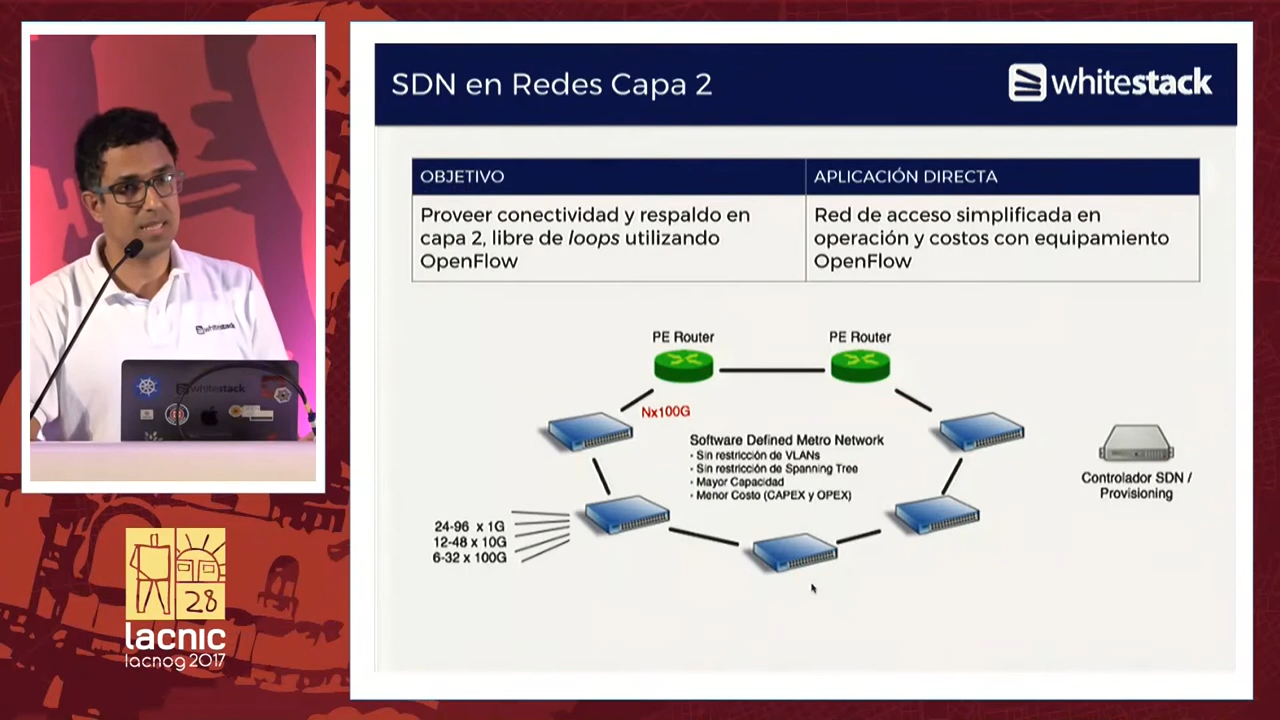 SDN en Redes Capa 2
whitestack
OBJETIVO
APLICACIÓN DIRECTA
Proveer conectividad y respaldo en
capa 2, libre de loops utilizando
OpenFlow
Red de acceso simplificada en
operación y costos con equipamiento
OpenFlow
PE Router
PE Router
Nx100G
Software Defined Metro Network
- Sin restricción de VLANs
- Sin restricción de Spanning Tree
- Mayor Capacidad
- Menor Costo (CAPEX y OPEX)
Controlador SDN /
Provisioning
24-96 x 1G
12-48 x 10G
6-32 x 100G
whitestack
whitestack
28
lacnic
lacnog 2017